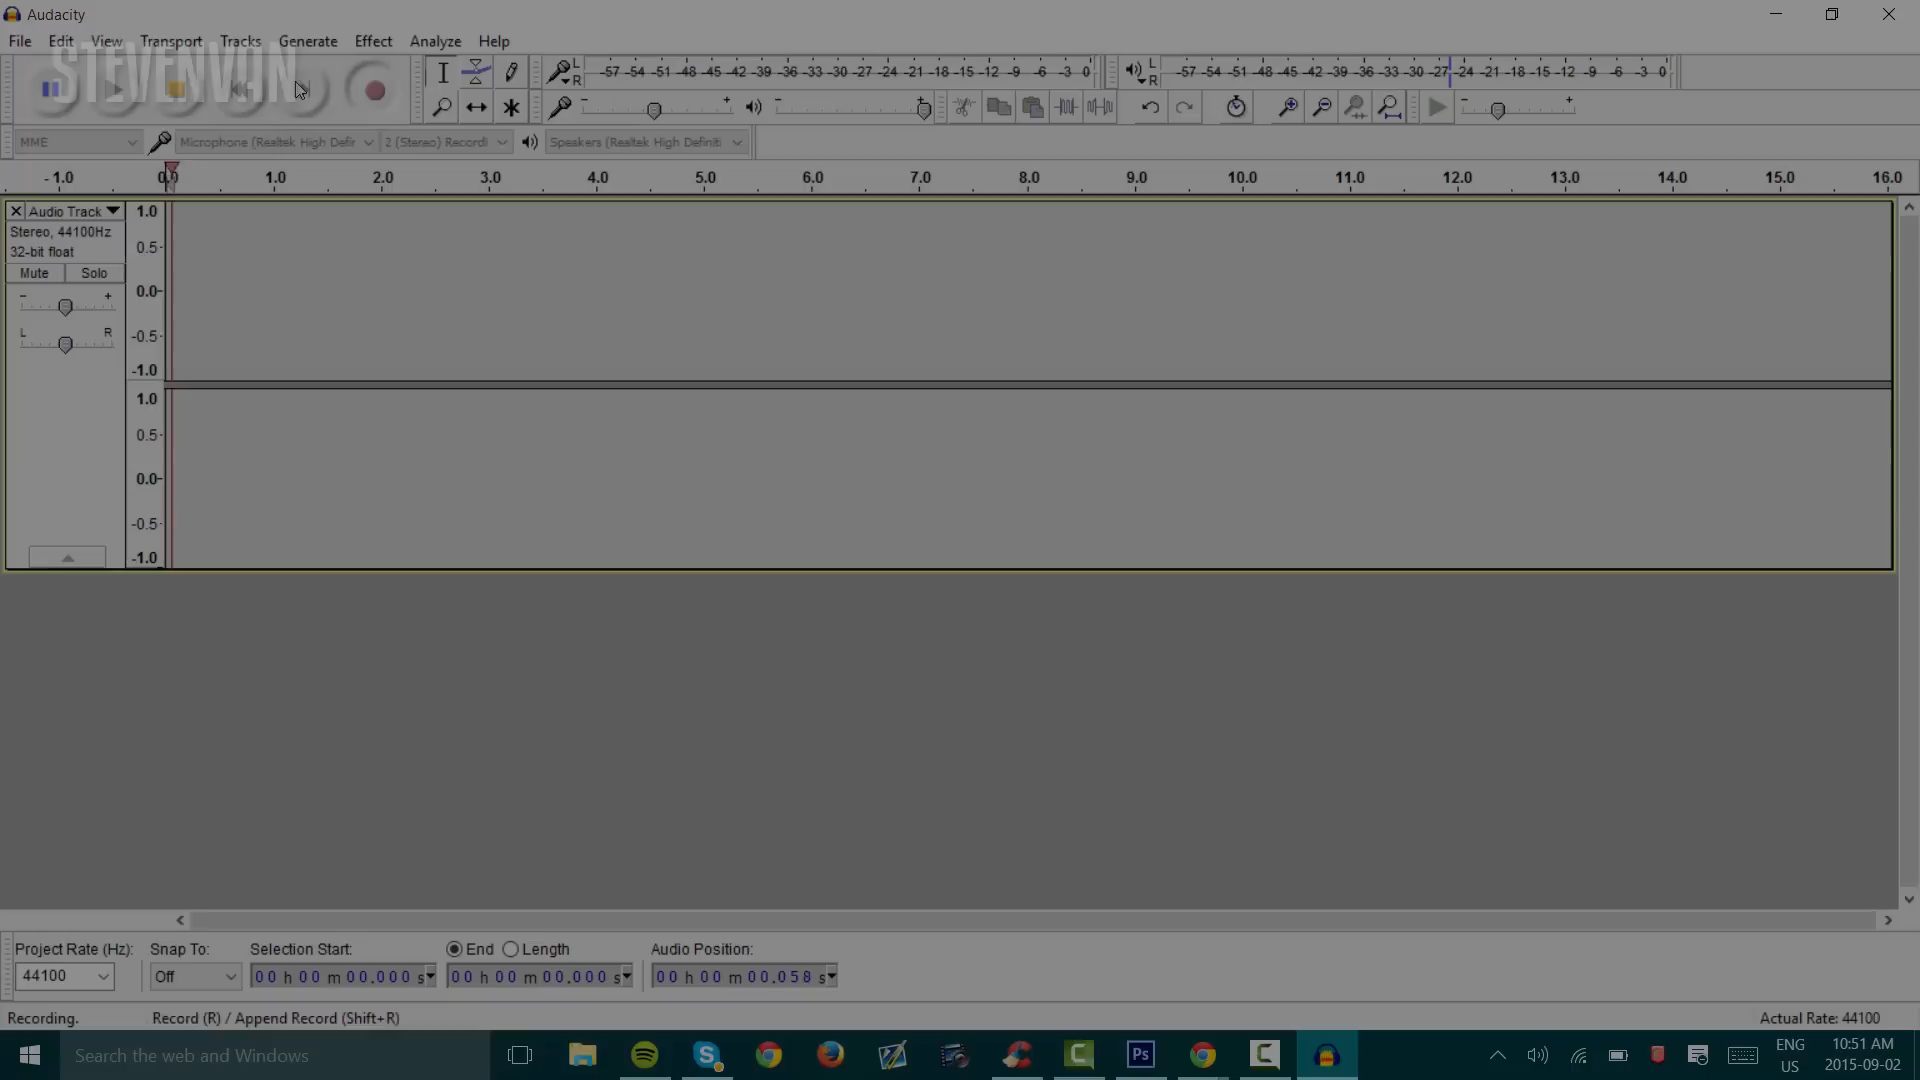 Audacity
File Edit View Transport Tracks Generate Effect Analyze Help
STEVENVON
L R -57 -54 -51 -48 -45 -42 -39 -36 -33 -30 -27 -24 -21 -18 -15 -12 -9 -6 -3 0
L R -57 -54 -51 -48 -45 -42 -39 -36 -33 -30 -27 -24 -21 -18 -15 -12 -9 -6 -3 0
- + - + - +
MME Microphone (Realtek High Defir 2 (Stereo) Recordi Speakers (Realtek High Definiti
- 1.0 0.0 1.0 2.0 3.0 4.0 5.0 6.0 7.0 8.0 9.0 10.0 11.0 12.0 13.0 14.0 15.0 16.0
X Audio Track
Stereo, 44100Hz
32-bit float
Mute Solo
- +
L R
1.0
0.5
0.0
-0.5
-1.0
1.0
0.5
0.0
-0.5
-1.0
Project Rate (Hz): Snap To: Selection Start: End Length Audio Position:
44100 Off 00 h 00 m 00.000 s 00 h 00 m 00.000 s 00 h 00 m 00.058 s
Recording. Record (R) / Append Record (Shift+R) Actual Rate: 44100
Search the web and Windows
Ps
ENG
US
10:51 AM
2015-09-02